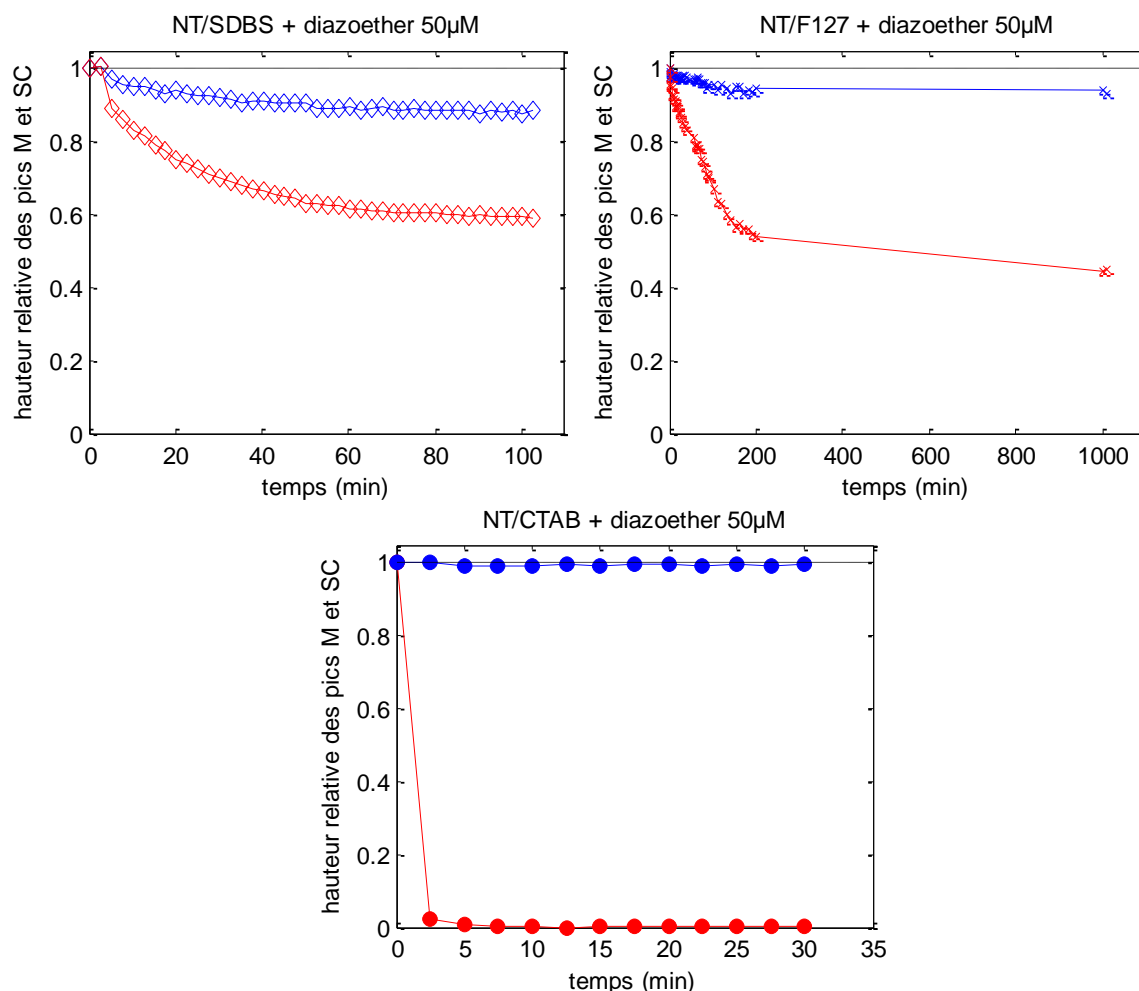 NT/SDBS + diazoether 50µM
hauteur relative des pics M et SC
1
0.8
0.6
0.4
0.2
0
0 20 40 60 80 100
temps (min)
NT/F127 + diazoether 50µM
hauteur relative des pics M et SC
1
0.8
0.6
0.4
0.2
0
0 200 400 600 800 1000
temps (min)
NT/CTAB + diazoether 50µM
hauteur relative des pics M et SC
1
0.8
0.6
0.4
0.2
0
0 5 10 15 20 25 30 35
temps (min)